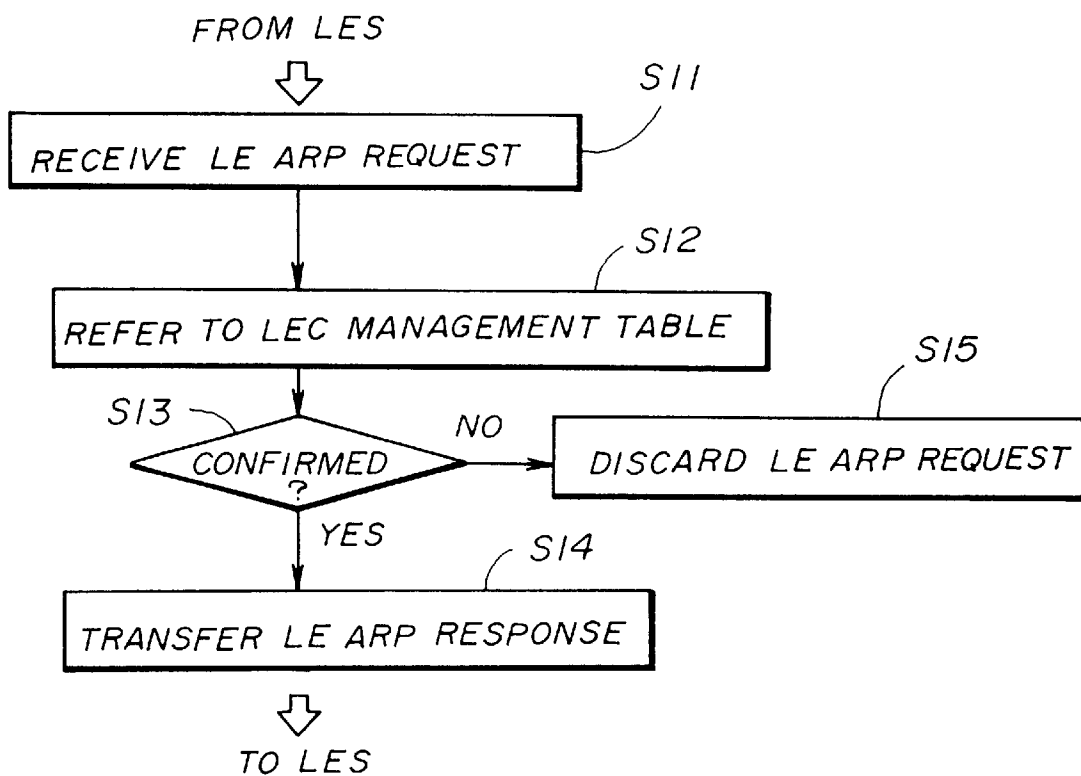 FROM LES
S11
RECEIVE LE ARP REQUEST
S12
REFER TO LEC MANAGEMENT TABLE
S13
CONFIRMED
?
NO
S15
DISCARD LE ARP REQUEST
YES
S14
TRANSFER LE ARP RESPONSE
TO LES